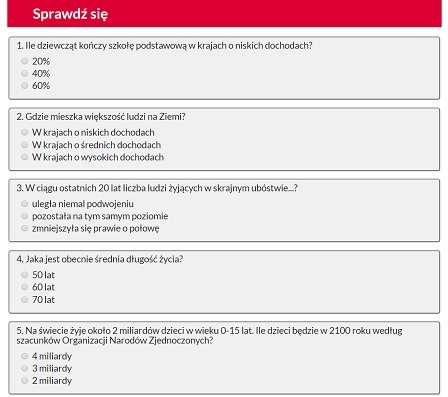 Sprawdź się
1. Ile dziewcząt kończy szkołę podstawową w krajach o niskich dochodach?
20%
40%
60%
2. Gdzie mieszka większość ludzi na Ziemi?
W krajach o niskich dochodach
W krajach o średnich dochodach
W krajach o wysokich dochodach
3. W ciągu ostatnich 20 lat liczba ludzi żyjących w skrajnym ubóstwie...?
uległa niemal podwojeniu
pozostała na tym samym poziomie
zmniejszyła się prawie o połowę
4. Jaka jest obecnie średnia długość życia?
50 lat
60 lat
70 lat
5. Na świecie żyje około 2 miliardów dzieci w wieku 0-15 lat. Ile dzieci będzie w 2100 roku według
szacunków Organizacji Narodów Zjednoczonych?
4 miliardy
3 miliardy
2 miliardy